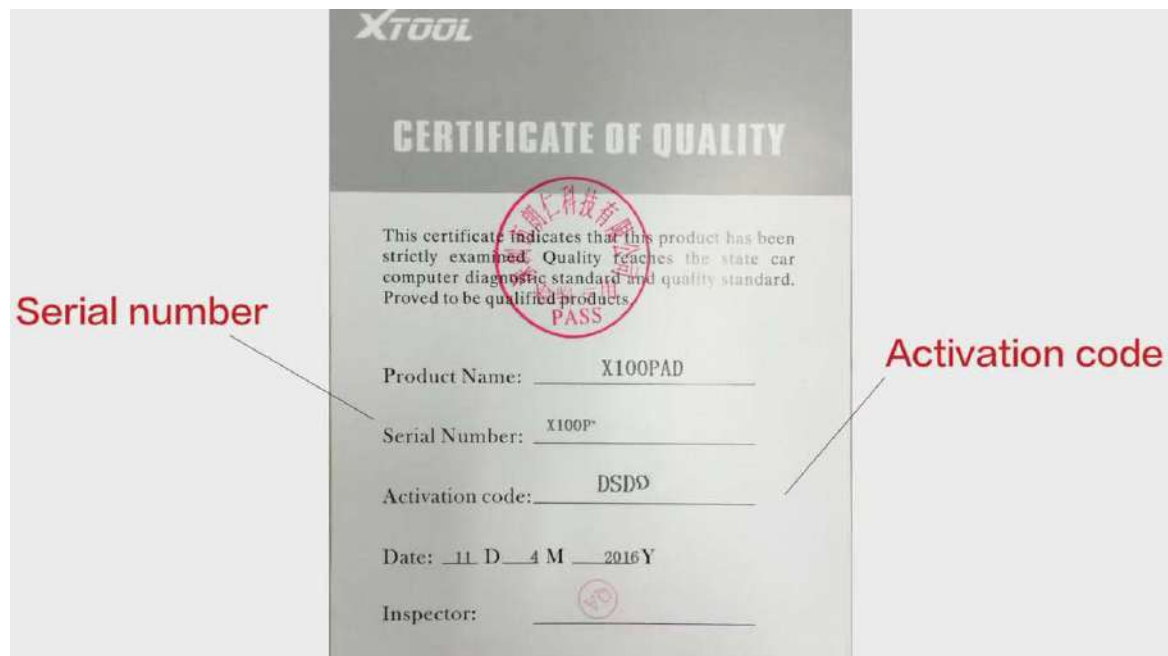 XTOOL
CERTIFICATE OF QUALITY
This certificate indicates that this product has been
strictly examined. Quality reaches the state car
computer diagnostic standard and quality standard.
Proved to be qualified products.
PASS
Serial number
Activation code
Product Name: X100PAD
Serial Number: X100P
Activation code: DSD
Date: 11 D 4 M 2016 Y
Inspector:
QA